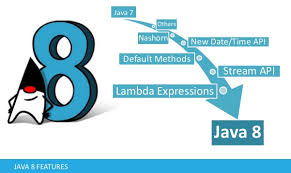 8
Java 7
Others
Nashorn
New Date/Time API
Default Methods
Stream API
Lambda Expressions
Java 8
JAVA 8 FEATURES